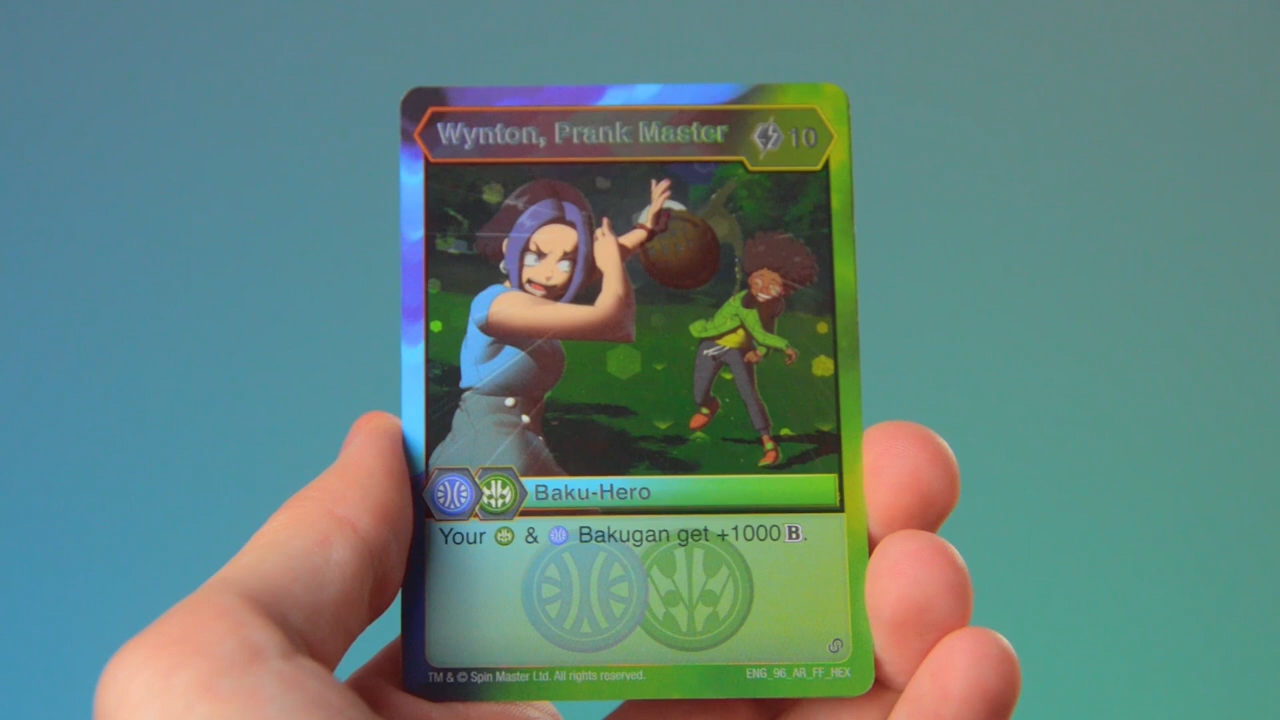 Wynton, Prank Master 10
Baku-Hero
Your & Bakugan get +1000 B.
TM & © Spin Master Ltd. All rights reserved. ENG_96_AR_FF_HEX